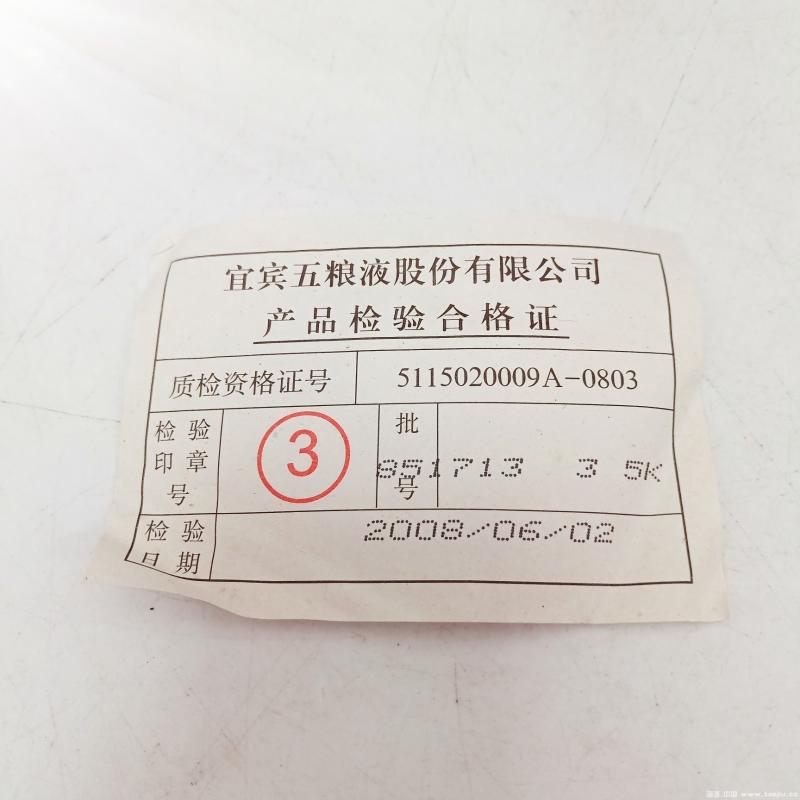 宜宾五粮液股份有限公司
产品检验合格证
质检资格证号 5115020009A-0803
检验印章号 3 批号 851713 3 5K
检验日期 2008/06/02